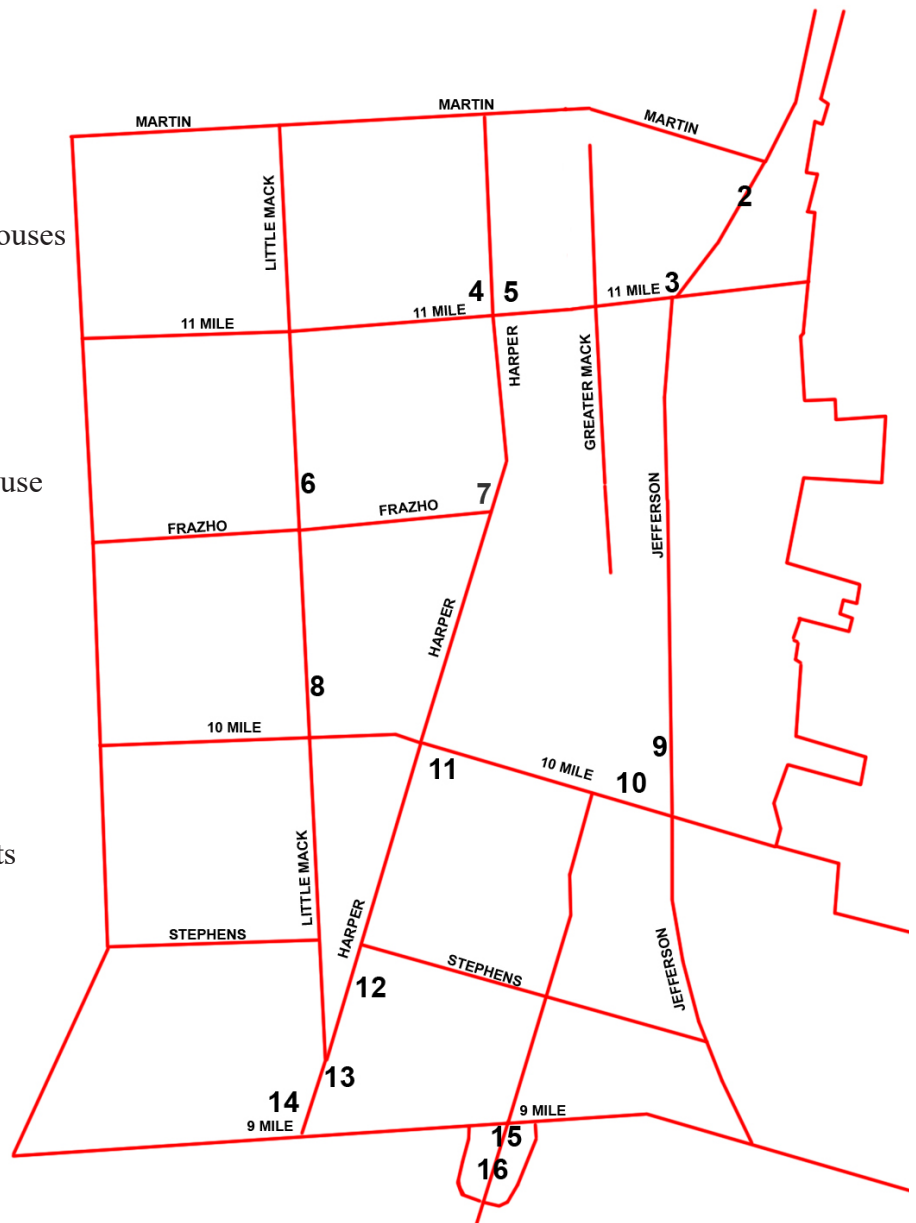 MARTIN
MARTIN
MARTIN
LITTLE MACK
2
ouses
4 5
11 MILE 3
11 MILE
11 MILE
HARPER
GREATER MACK
use
6
7
FRAZHO
FRAZHO
JEFFERSON
HARPER
8
10 MILE
9
11
10 MILE
10
LITTLE MACK
ts
HARPER
STEPHENS
STEPHENS
JEFFERSON
12
13
14
9 MILE
9 MILE
15
16